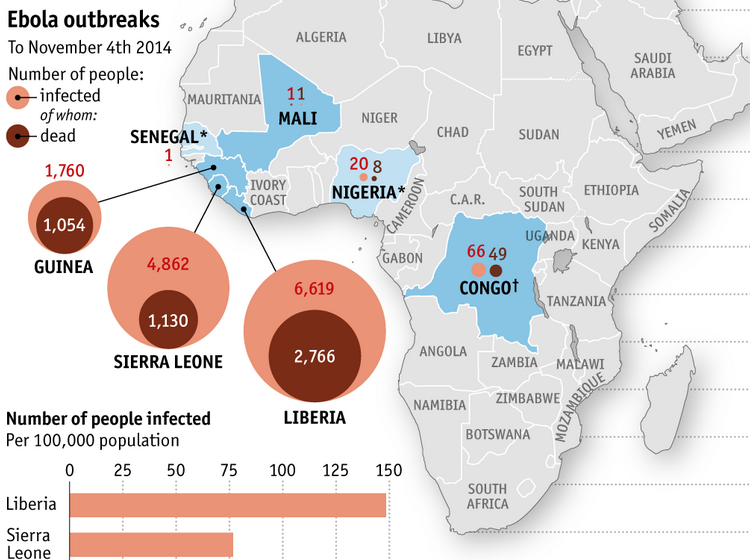 Ebola outbreaks
To November 4th 2014
Number of people:
infected
of whom:
dead
ALGERIA
LIBYA
EGYPT
SAUDI
ARABIA
MAURITANIA
11
MALI
NIGER
CHAD
SUDAN
YEMEN
SENEGAL*
1
20 8
NIGERIA*
IVORY
COAST
CAMEROON
C.A.R.
SOUTH
SUDAN
ETHIOPIA
SOMALIA
1,760
1,054
GUINEA
4,862
1,130
SIERRA LEONE
6,619
2,766
LIBERIA
GABON
UGANDA
KENYA
66 49
CONGO†
TANZANIA
ANGOLA
ZAMBIA
MALAWI
MOZAMBIQUE
NAMIBIA
ZIMBABWE
BOTSWANA
SOUTH
AFRICA
Number of people infected
Per 100,000 population
0 25 50 75 100 125 150
Liberia
Sierra
Leone